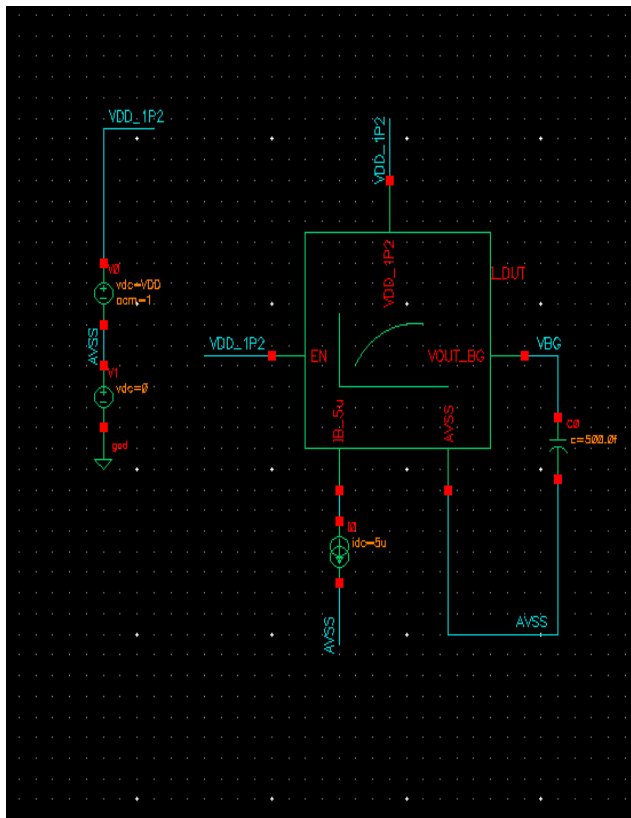 VDD_1P2
V0
vdc=VDD
acm=1
AVSS
V1
vdc=0
gnd
VDD_1P2
VDD_1P2
I_DUT
VDD_1P2
EN
VOUT_BG
VBG
IB_5u
AVSS
C0
c=500.0f
idc=5u
AVSS
AVSS